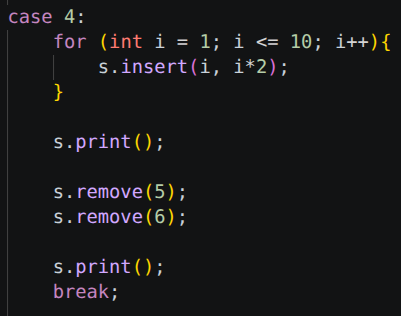 case 4:
    for (int i = 1; i <= 10; i++){
        s.insert(i, i*2);
    }

    s.print();

    s.remove(5);
    s.remove(6);

    s.print();
    break;